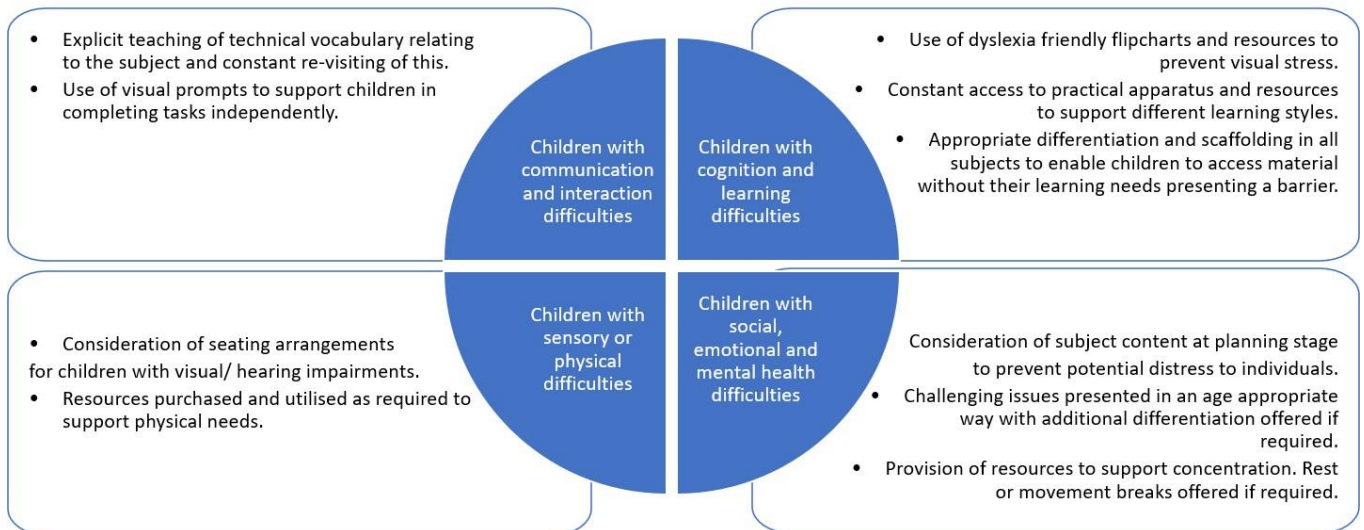 • Explicit teaching of technical vocabulary relating
to the subject and constant re-visiting of this.
• Use of visual prompts to support children in
completing tasks independently.
Children with
communication
and interaction
difficulties
Children with
cognition and
learning
difficulties
• Use of dyslexia friendly flipcharts and resources to
prevent visual stress.
• Constant access to practical apparatus and resources
to support different learning styles.
• Appropriate differentiation and scaffolding in all
subjects to enable children to access material
without their learning needs presenting a barrier.
• Consideration of seating arrangements
for children with visual/ hearing impairments.
• Resources purchased and utilised as required to
support physical needs.
Children with
sensory or
physical
difficulties
Children with
social,
emotional and
mental health
difficulties
Consideration of subject content at planning stage
to prevent potential distress to individuals.
• Challenging issues presented in an age appropriate
way with additional differentiation offered if
required.
• Provision of resources to support concentration. Rest
or movement breaks offered if required.